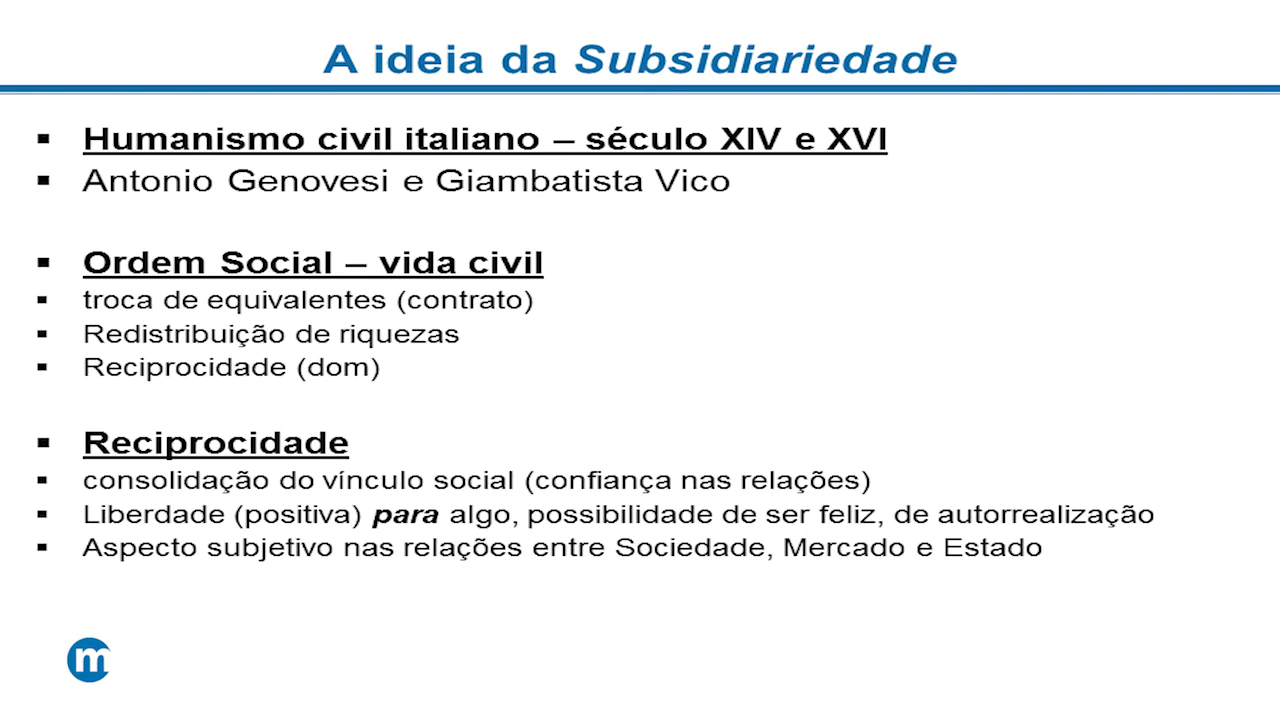 A ideia da Subsidiariedade
Humanismo civil italiano – século XIV e XVI
Antonio Genovesi e Giambatista Vico
Ordem Social – vida civil
troca de equivalentes (contrato)
Redistribuição de riquezas
Reciprocidade (dom)
Reciprocidade
consolidação do vínculo social (confiança nas relações)
Liberdade (positiva) para algo, possibilidade de ser feliz, de autorrealização
Aspecto subjetivo nas relações entre Sociedade, Mercado e Estado
m